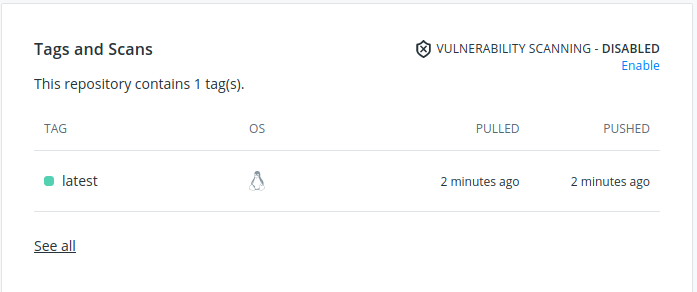 Tags and Scans
VULNERABILITY SCANNING - DISABLED
Enable
This repository contains 1 tag(s).
TAG OS PULLED PUSHED
latest 2 minutes ago 2 minutes ago
See all